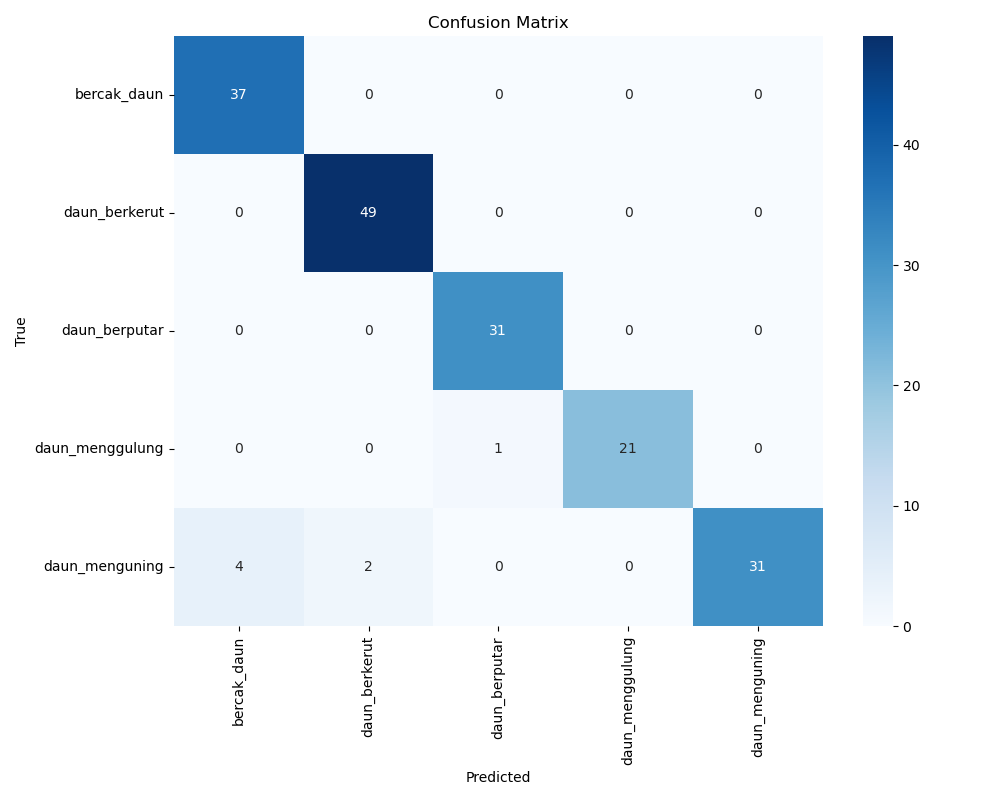 Confusion Matrix
True
bercak_daun 37 0 0 0 0
daun_berkerut 0 49 0 0 0
daun_berputar 0 0 31 0 0
daun_menggulung 0 0 1 21 0
daun_menguning 4 2 0 0 31
bercak_daun daun_berkerut daun_berputar daun_menggulung daun_menguning
Predicted
40
30
20
10
0